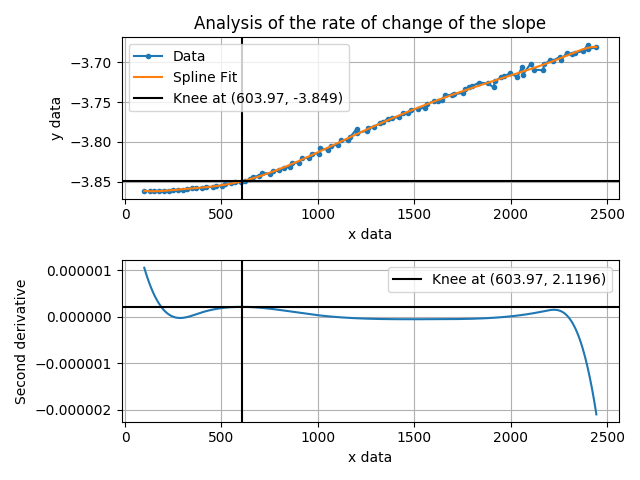 Analysis of the rate of change of the slope
y data
−3.70
−3.75
−3.80
−3.85
Data
Spline Fit
Knee at (603.97, -3.849)
0
500
1000
1500
2000
2500
x data
Second derivative
0.000001
0.000000
−0.000001
−0.000002
Knee at (603.97, 2.1196)
0
500
1000
1500
2000
2500
x data